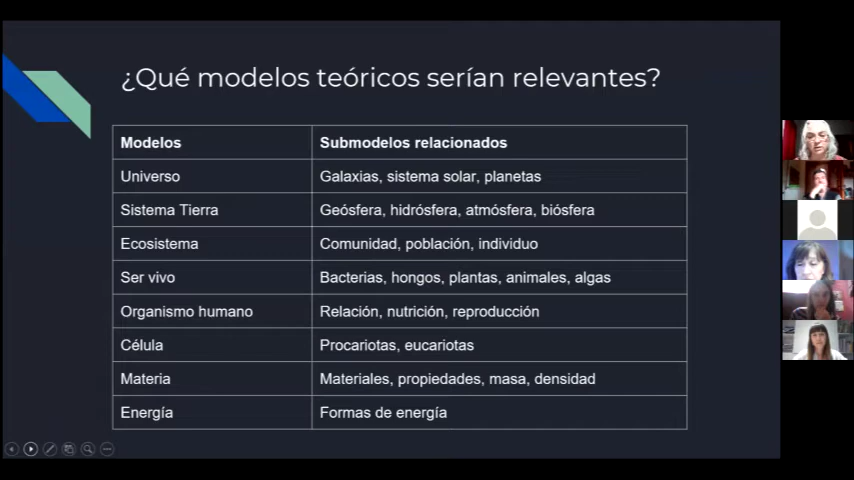 ¿Qué modelos teóricos serían relevantes?
Modelos Submodelos relacionados
Universo Galaxias, sistema solar, planetas
Sistema Tierra Geósfera, hidrósfera, atmósfera, biósfera
Ecosistema Comunidad, población, individuo
Ser vivo Bacterias, hongos, plantas, animales, algas
Organismo humano Relación, nutrición, reproducción
Célula Procariotas, eucariotas
Materia Materiales, propiedades, masa, densidad
Energía Formas de energía